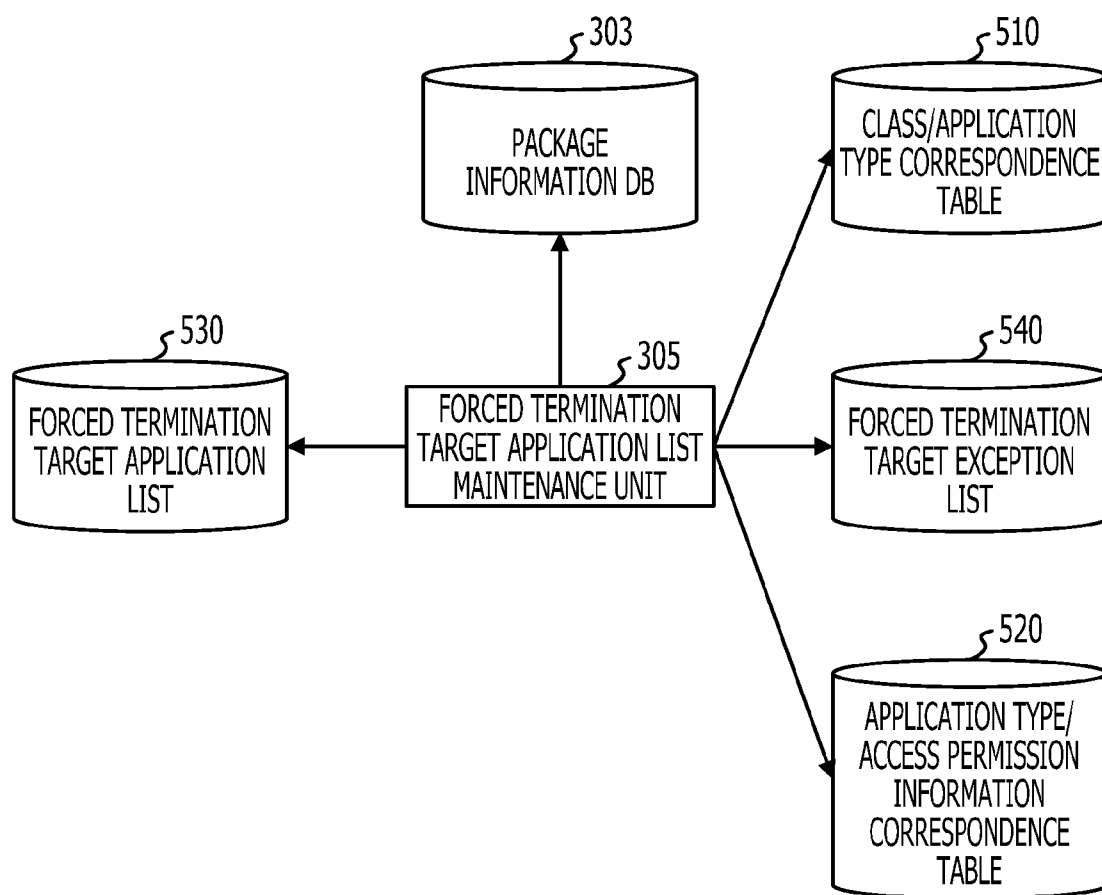 303
PACKAGE
INFORMATION DB
510
CLASS/APPLICATION
TYPE CORRESPONDENCE
TABLE
530
FORCED TERMINATION
TARGET APPLICATION
LIST
305
FORCED TERMINATION
TARGET APPLICATION LIST
MAINTENANCE UNIT
540
FORCED TERMINATION
TARGET EXCEPTION
LIST
520
APPLICATION TYPE/
ACCESS PERMISSION
INFORMATION
CORRESPONDENCE
TABLE